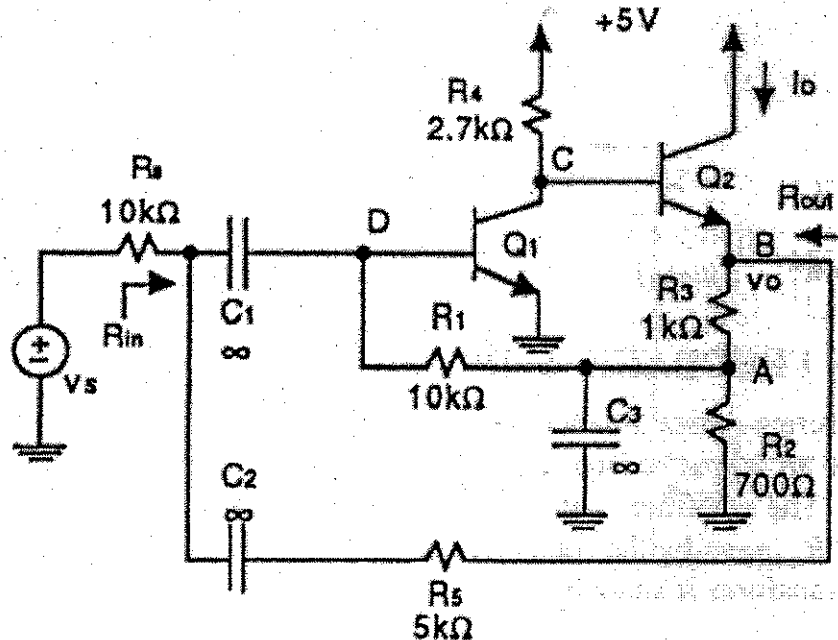 +5V
Io
R4
2.7kΩ
C
Rs
10kΩ
Q2
Rout
D
Q1
B
vo
R3
1kΩ
Rin
C1
∞
R1
10kΩ
A
vs
+
−
C3
∞
R2
700Ω
C2
∞
R5
5kΩ